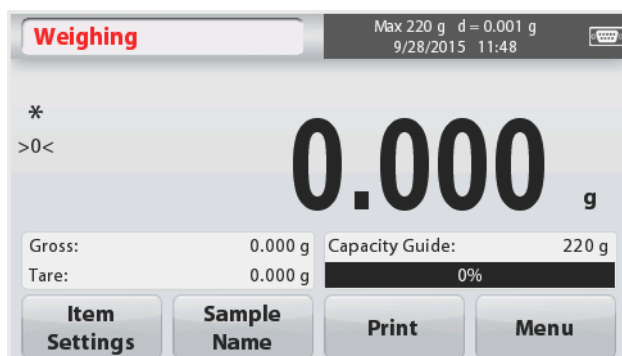 Weighing
Max 220 g d = 0.001 g
9/28/2015 11:48
*
>0<
0.000 g
Gross: 0.000 g
Tare: 0.000 g
Capacity Guide: 220 g
0%
Item
Settings
Sample
Name
Print
Menu